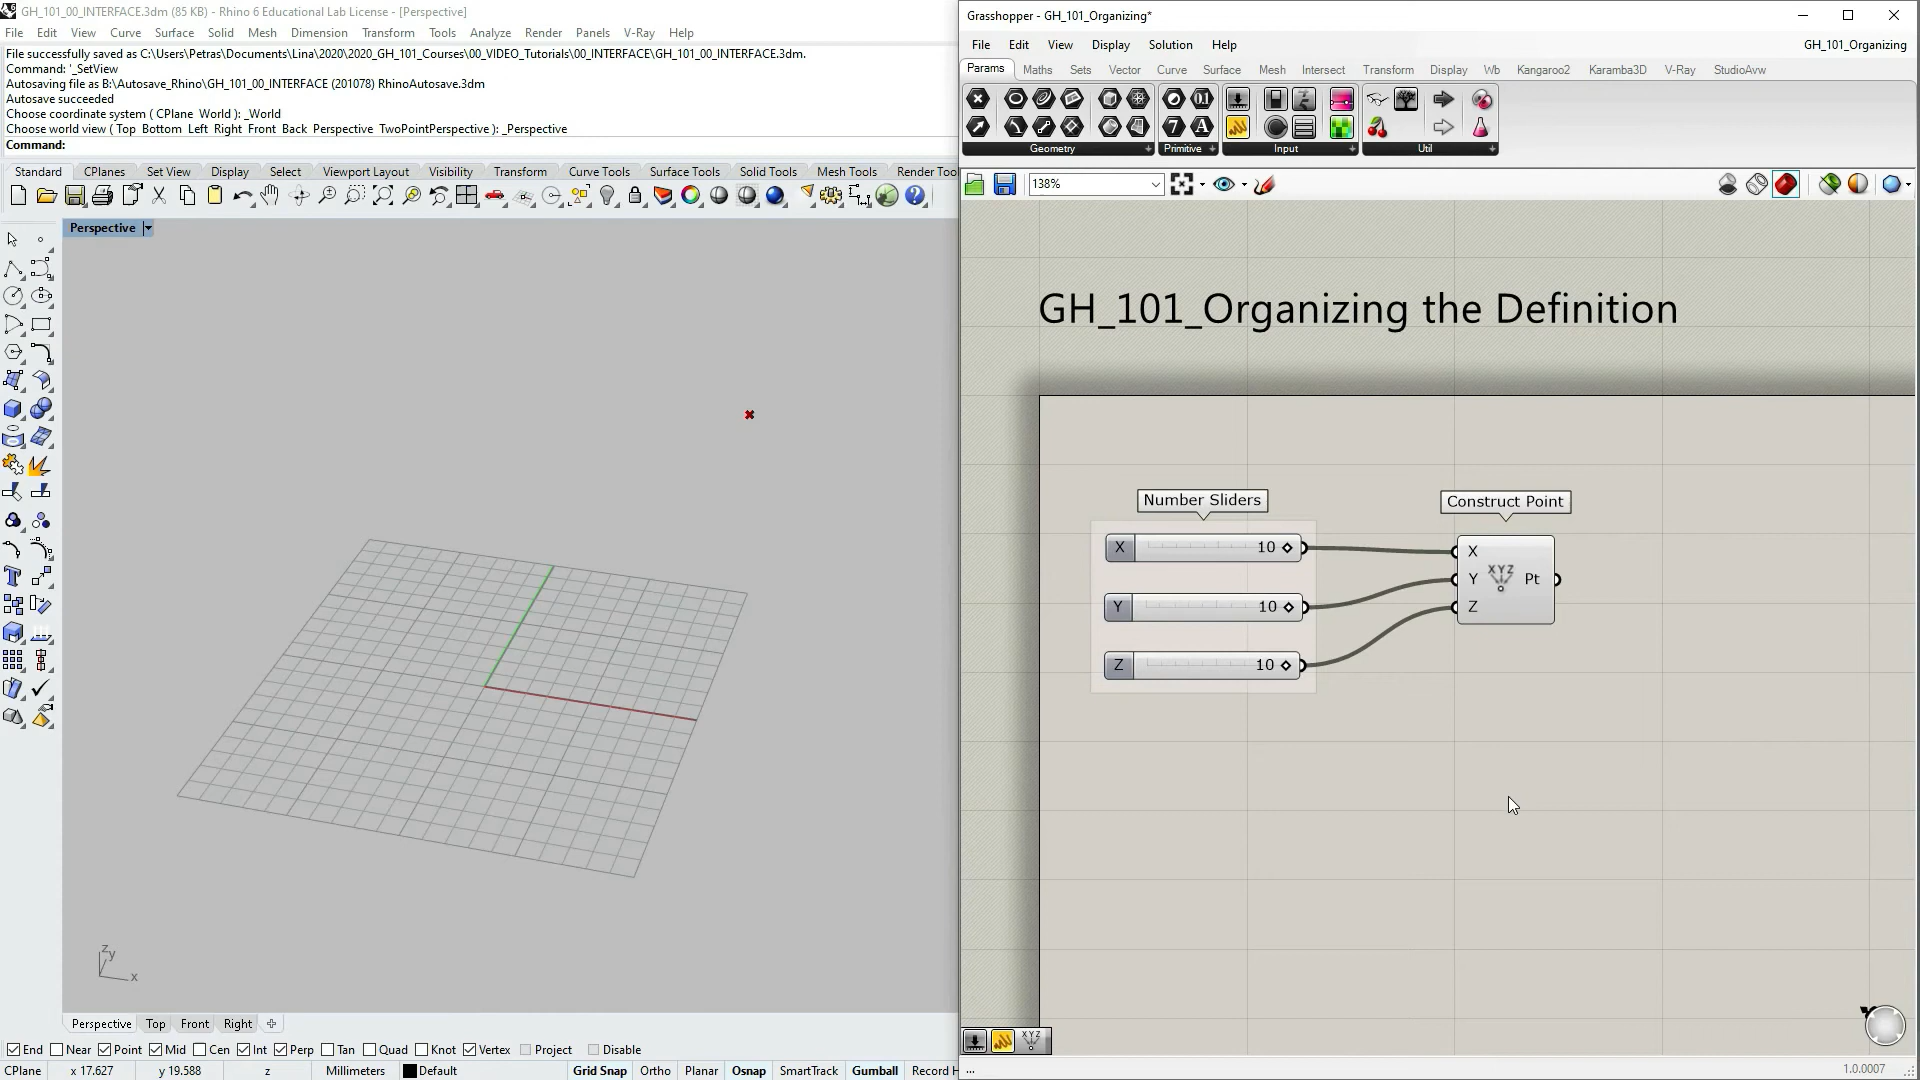 GH_101_00_INTERFACE.3dm (85 KB) - Rhino 6 Educational Lab License - [Perspective]
File Edit View Curve Surface Solid Mesh Dimension Transform Tools Analyze Render Panels V-Ray Help
File successfully saved as C:\Users\Petras\Documents\Lina\2020\2020_GH_101_Courses\00_VIDEO_Tutorials\00_INTERFACE\GH_101_00_INTERFACE.3dm.
Command: '_SetView
Autosaving file as B:\Autosave_Rhino\GH_101_00_INTERFACE (201078) RhinoAutosave.3dm
Autosave succeeded
Choose coordinate system ( CPlane World ): _World
Choose world view ( Top Bottom Left Right Front Back Perspective TwoPointPerspective ): _Perspective
Command:
Standard CPlanes Set View Display Select Viewport Layout Visibility Transform Curve Tools Surface Tools Solid Tools Mesh Tools Render Too
Perspective
z y x
Perspective Top Front Right
End Near Point Mid Cen Int Perp Tan Quad Knot Vertex Project Disable
CPlane x 17.627 y 19.588 z Millimeters Default Grid Snap Ortho Planar Osnap SmartTrack Gumball Record H
Grasshopper - GH_101_Organizing*
File Edit View Display Solution Help GH_101_Organizing
Params Maths Sets Vector Curve Surface Mesh Intersect Transform Display Wb Kangaroo2 Karamba3D V-Ray StudioAvw
Geometry Primitive Input Util
138%
GH_101_Organizing the Definition
Number Sliders Construct Point
X 10 X
Y 10 Y XYZ Pt
Z 10 Z
XYZ
... 1.0.0007